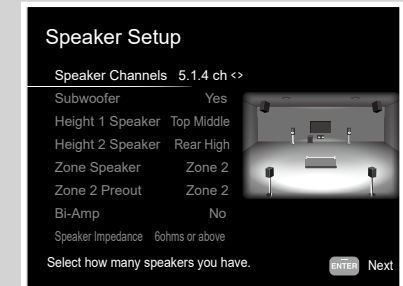 Speaker Setup
Speaker Channels 5.1.4 ch <>
Subwoofer Yes
Height 1 Speaker Top Middle
Height 2 Speaker Rear High
Zone Speaker Zone 2
Zone 2 Preout Zone 2
Bi-Amp No
Speaker Impedance 6ohms or above
Select how many speakers you have.
ENTER Next